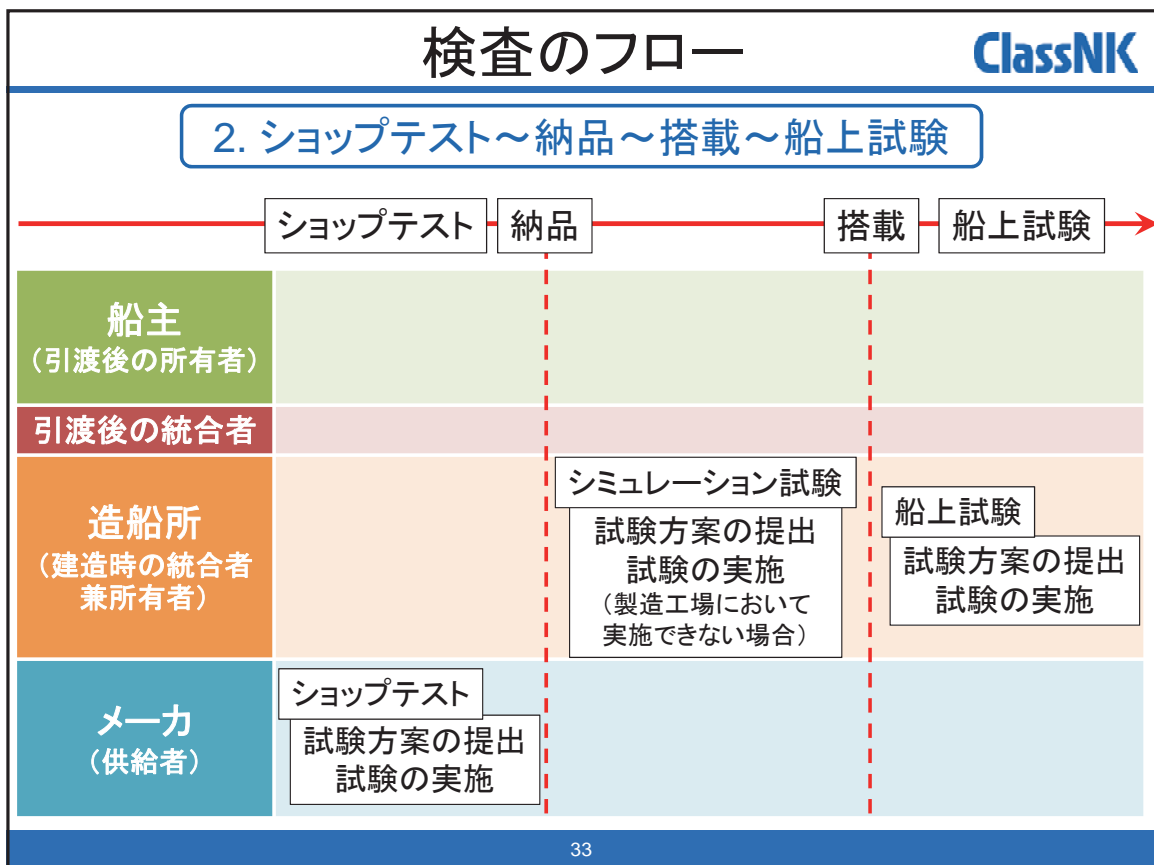 検査のフロー
ClassNK
2. ショップテスト～納品～搭載～船上試験
ショップテスト
納品
搭載
船上試験
船主
（引渡後の所有者）
引渡後の統合者
造船所
（建造時の統合者
兼所有者）
シミュレーション試験
試験方案の提出
試験の実施
（製造工場において
実施できない場合）
船上試験
試験方案の提出
試験の実施
メーカ
（供給者）
ショップテスト
試験方案の提出
試験の実施
33